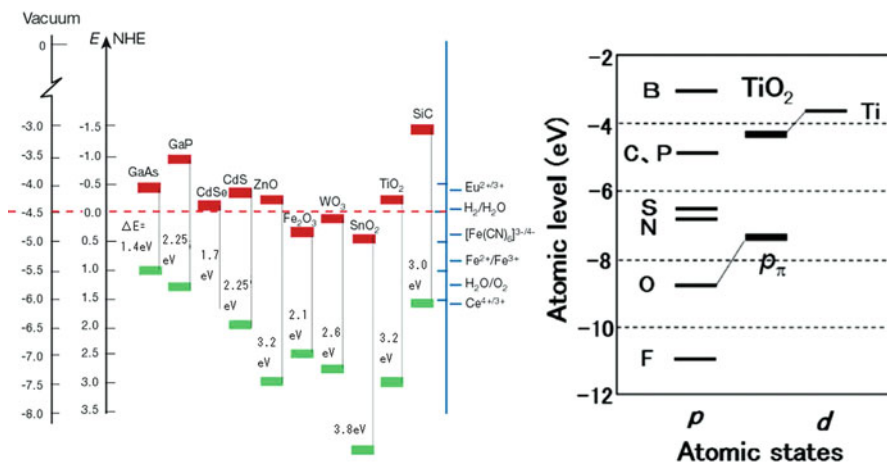 Vacuum
E NHE
0
-3.0
-3.5
-4.0
-4.5
-5.0
-5.5
-6.0
-6.5
-7.0
-7.5
-8.0
-1.5
-1.0
-0.5
0.0
0.5
1.0
1.5
2.0
2.5
3.0
3.5
GaAs
GaP
CdSe
CdS
ZnO
Fe2O3
WO3
SnO2
TiO2
SiC
ΔE=
1.4eV
2.25
eV
1.7
eV
2.25
eV
3.2
eV
2.1
eV
2.6
eV
3.8eV
3.2
eV
3.0
eV
Eu2+/3+
H2/H2O
[Fe(CN)6]3-/4-
Fe2+/Fe3+
H2O/O2
Ce4+/3+
Atomic level (eV)
-2
-4
-6
-8
-10
-12
B
C、P
S
N
O
F
TiO2
Ti
pπ
p d
Atomic states